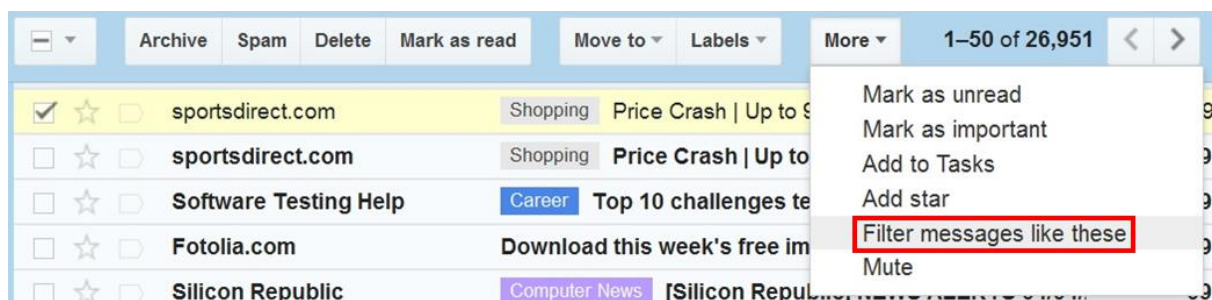 Archive Spam Delete Mark as read Move to Labels More 1–50 of 26,951
sportsdirect.com Shopping Price Crash | Up to
sportsdirect.com Shopping Price Crash | Up to
Software Testing Help Career Top 10 challenges te
Fotolia.com Download this week's free im
Silicon Republic Computer News [Silicon Republic] NEWS ALERTS
Mark as unread
Mark as important
Add to Tasks
Add star
Filter messages like these
Mute